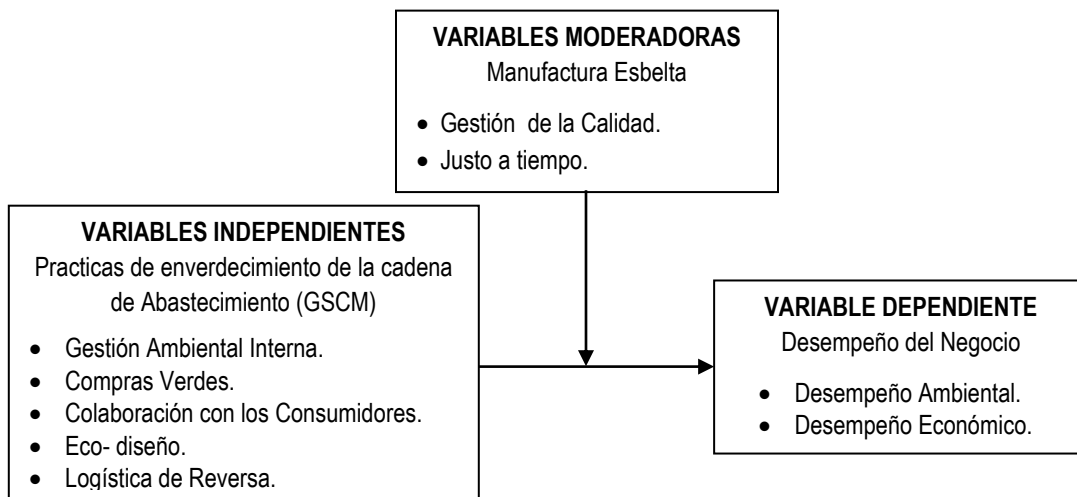 VARIABLES MODERADORAS
Manufactura Esbelta
• Gestión de la Calidad.
• Justo a tiempo.
VARIABLES INDEPENDIENTES
Practicas de enverdecimiento de la cadena
de Abastecimiento (GSCM)
• Gestión Ambiental Interna.
• Compras Verdes.
• Colaboración con los Consumidores.
• Eco- diseño.
• Logística de Reversa.
VARIABLE DEPENDIENTE
Desempeño del Negocio
• Desempeño Ambiental.
• Desempeño Económico.